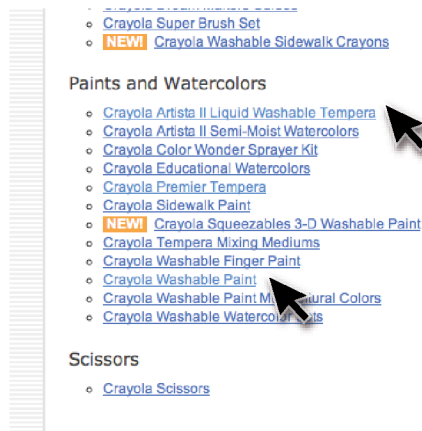 Crayola Super Brush Set
NEW! Crayola Washable Sidewalk Crayons
Paints and Watercolors
Crayola Artista II Liquid Washable Tempera
Crayola Artista II Semi-Moist Watercolors
Crayola Color Wonder Sprayer Kit
Crayola Educational Watercolors
Crayola Premier Tempera
Crayola Sidewalk Paint
NEW! Crayola Squeezables 3-D Washable Paint
Crayola Tempera Mixing Mediums
Crayola Washable Finger Paint
Crayola Washable Paint
Crayola Washable Paint Colors
Crayola Washable Watercolor
Scissors
Crayola Scissors